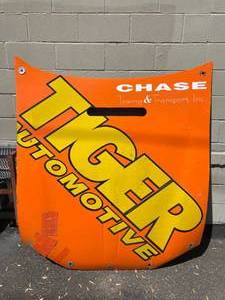 CHASE
Towing & Transport, Inc.
TIGER
AUTOMOTIVE